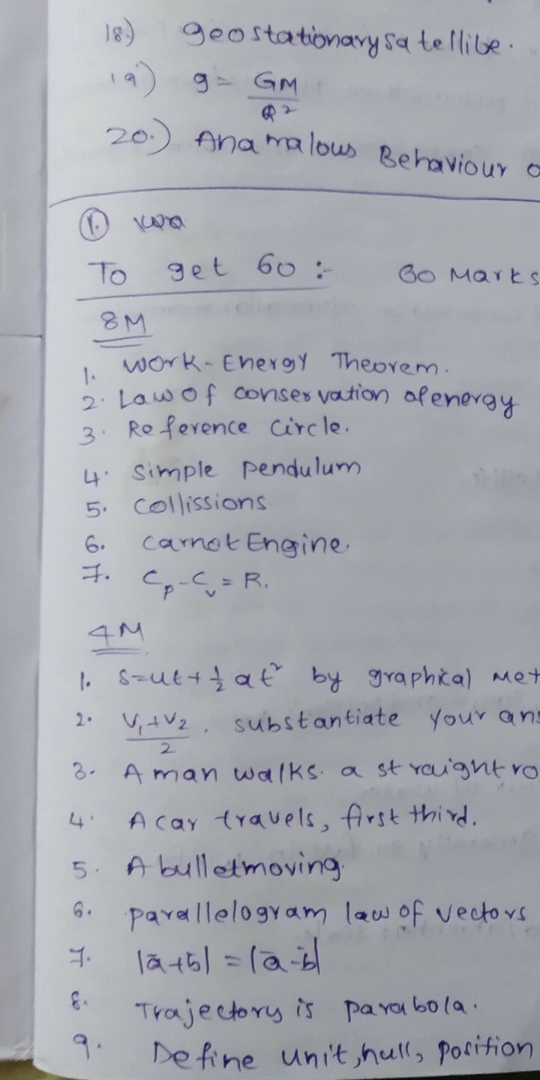 18.) geostationary satellite.
19) g = GM/R²
20.) Anamalous Behaviour o
1.
To get 60 :- 60 Marks
8M
1. Work-Energy Theorem.
2. Law of conservation of energy
3. Reference circle.
4. simple pendulum
5. collissions
6. carnot Engine.
7. Cp - Cv = R.
4M
1. S=ut+½at² by graphical Met
2. V₁+V₂/2. substantiate your ans
3. A man walks. a straight ro
4. A car travels, first third.
5. A bullet moving.
6. parallelogram law of vectors
7. |ā+b̄| = |ā-b̄|
8. Trajectory is parabola.
9. Define unit, null, position